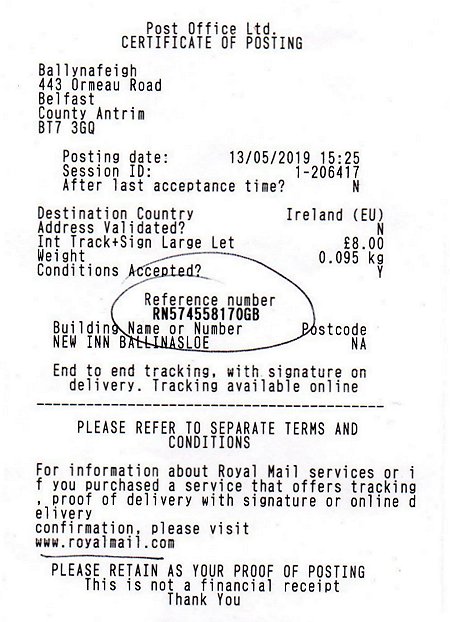 Post Office Ltd.
CERTIFICATE OF POSTING
Ballynafeigh
443 Ormeau Road
Belfast
County Antrim
BT7 3GQ
Posting date: 13/05/2019 15:25
Session ID: 1-206417
After last acceptance time? N
Destination Country Ireland (EU)
Address Validated? N
Int Track+Sign Large Let £8.00
Weight 0.095 kg
Conditions Accepted? Y
Reference number
RN574558170GB
Building Name or Number Postcode
NEW INN BALLINASLOE NA
End to end tracking, with signature on
delivery. Tracking available online
PLEASE REFER TO SEPARATE TERMS AND
CONDITIONS
For information about Royal Mail services or i
f you purchased a service that offers tracking
, proof of delivery with signature or online d
elivery
confirmation, please visit
www.royalmail.com
PLEASE RETAIN AS YOUR PROOF OF POSTING
This is not a financial receipt
Thank You